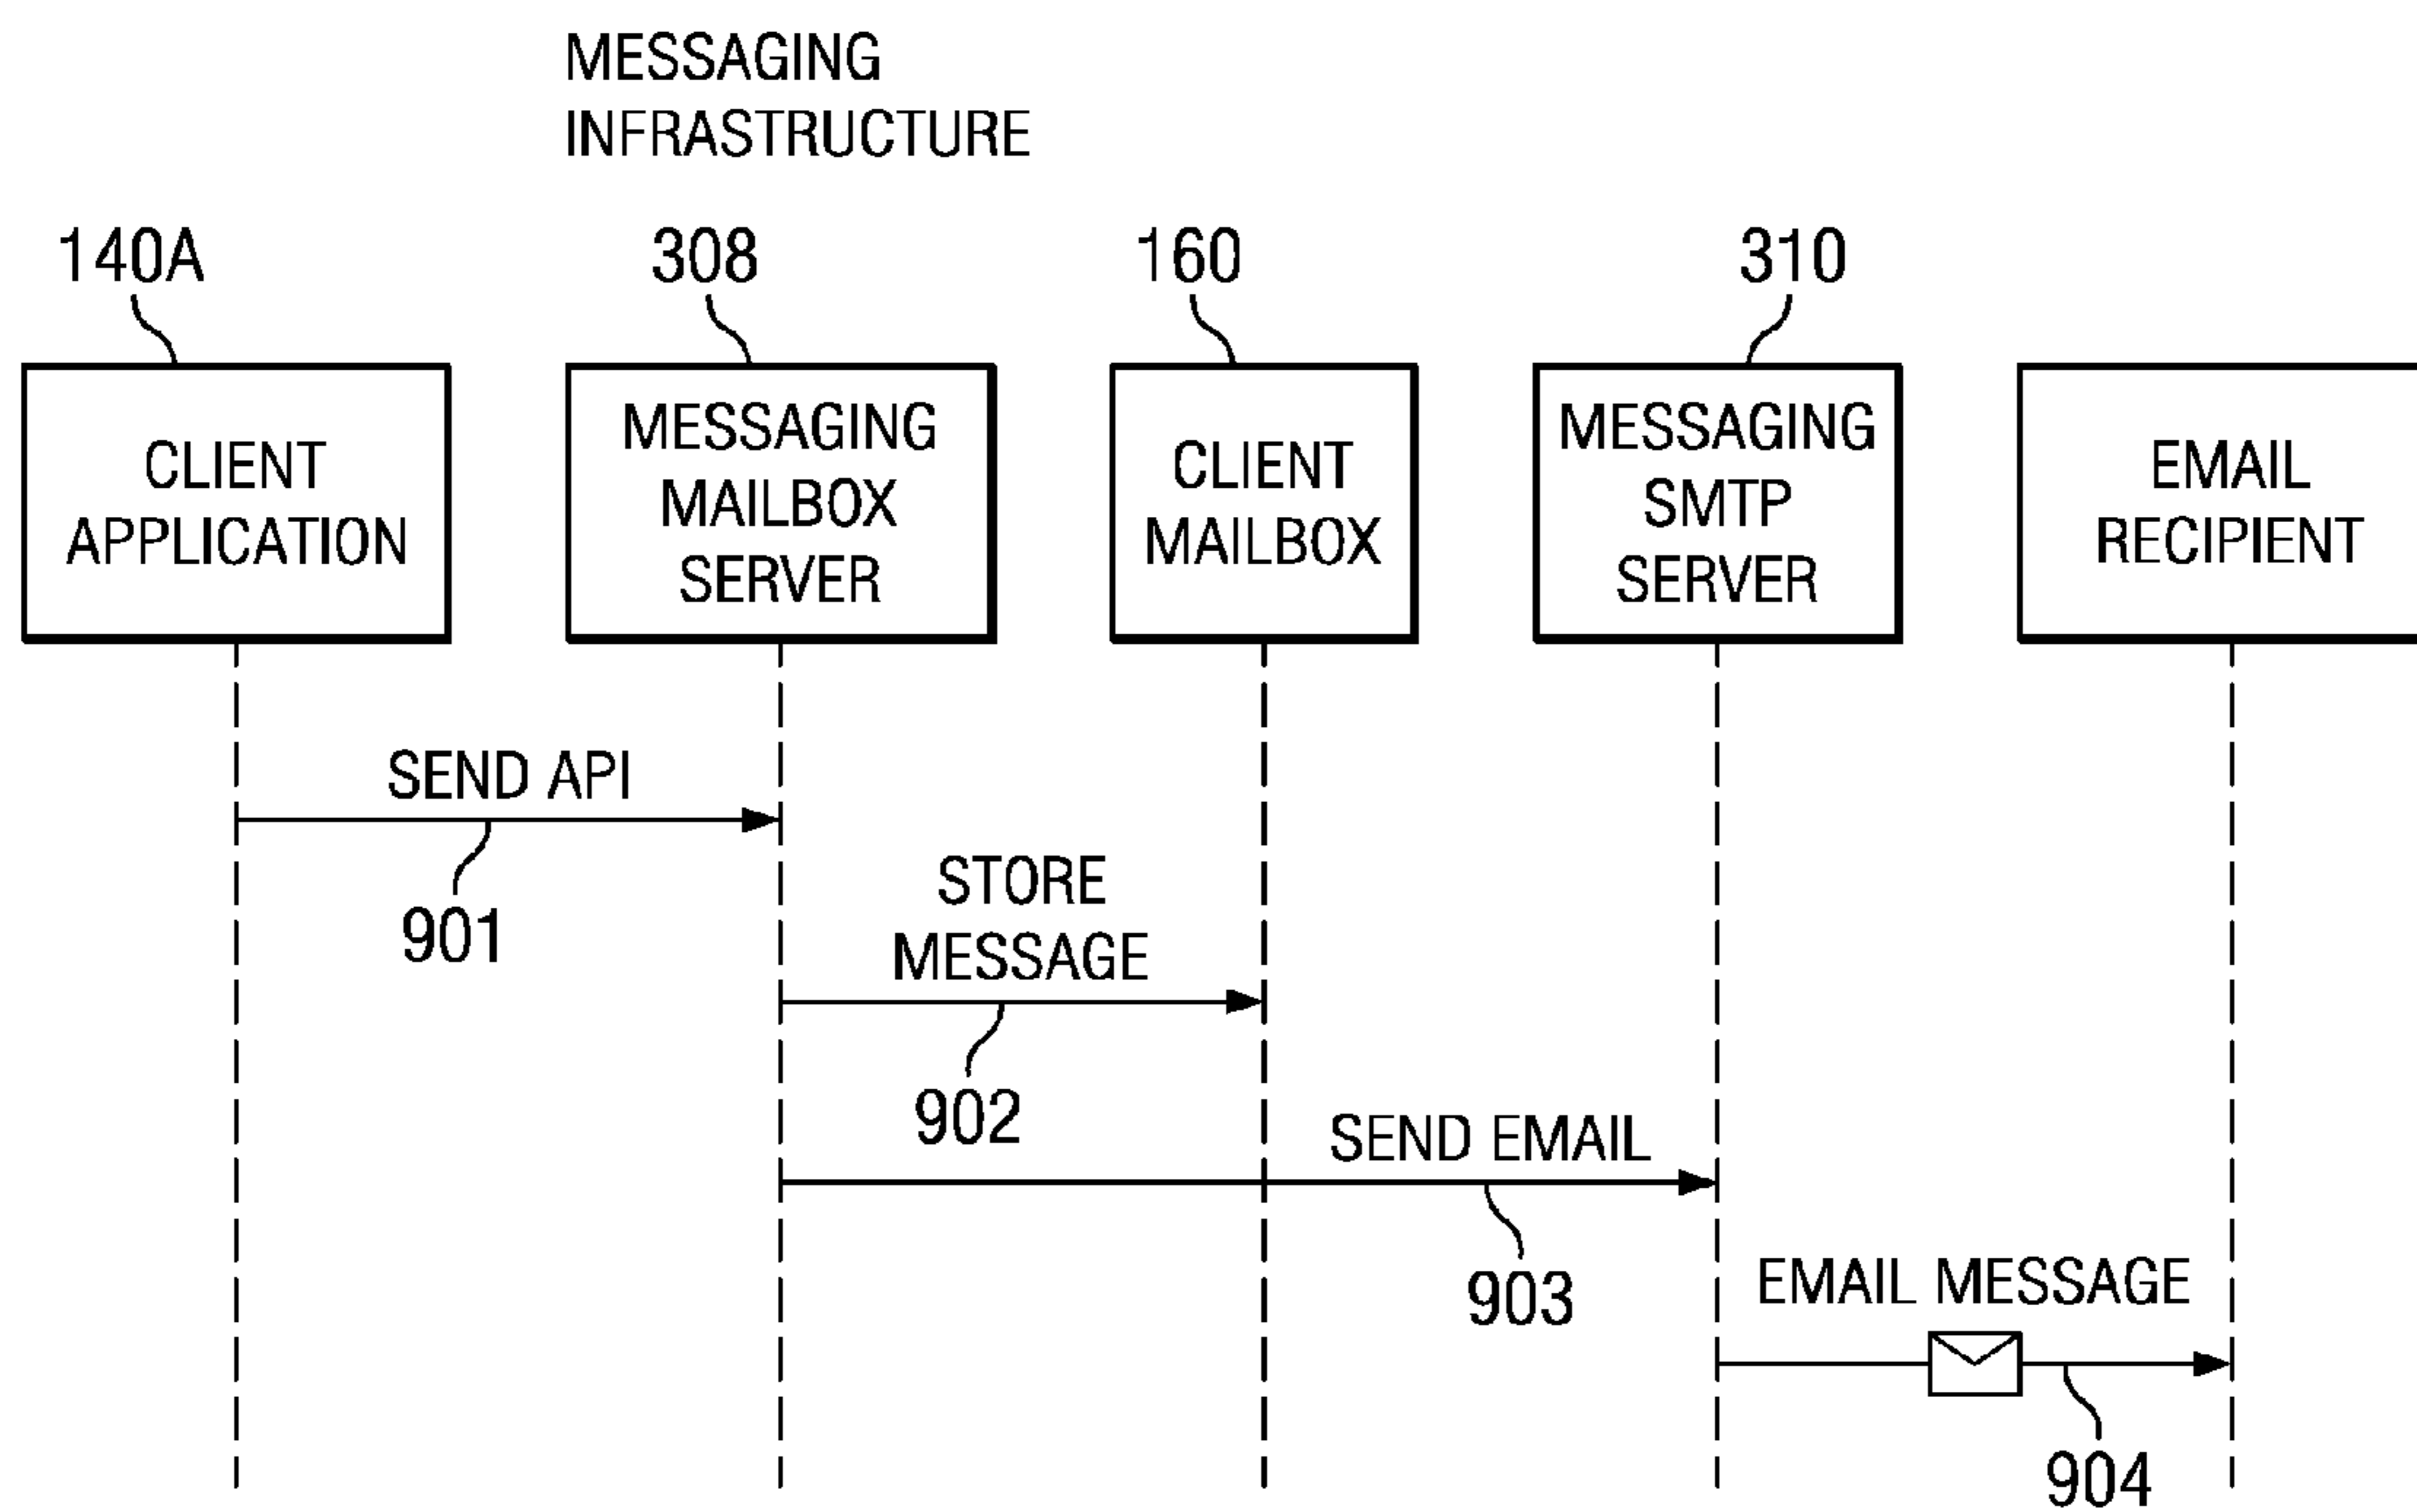 MESSAGING
INFRASTRUCTURE
140A
308
160
310
CLIENT
APPLICATION
MESSAGING
MAILBOX
SERVER
CLIENT
MAILBOX
MESSAGING
SMTP
SERVER
EMAIL
RECIPIENT
SEND API
901
STORE
MESSAGE
902
SEND EMAIL
903
EMAIL MESSAGE
904